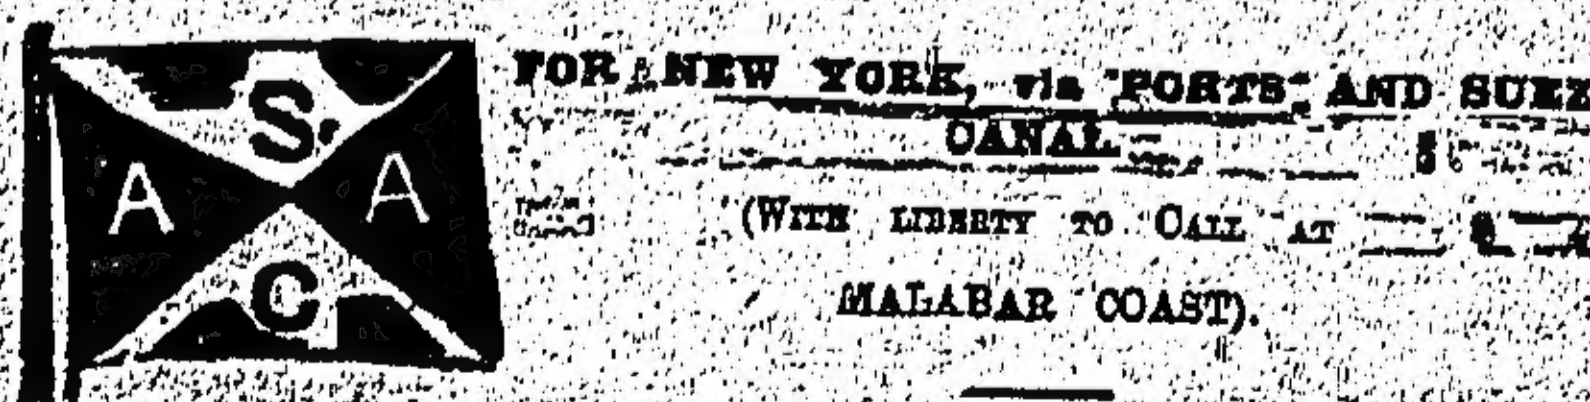 S.
A A
C
FOR NEW YORK, via PORTS AND SUEZ
CANAL
(WITH LIBERTY TO CALL AT
MALABAR COAST).